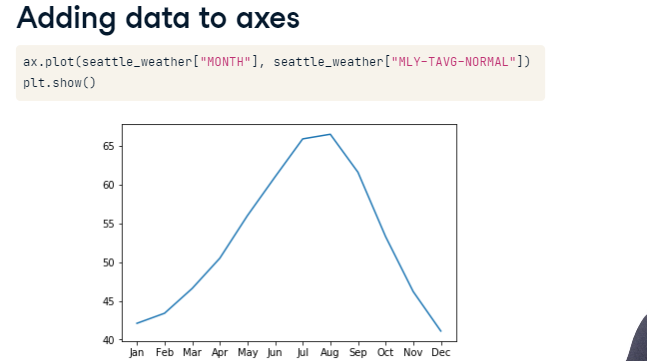 Adding data to axes
ax.plot(seattle_weather["MONTH"], seattle_weather["MLY-TAVG-NORMAL"])
plt.show()
65
60
55
50
45
40
Jan Feb Mar Apr May Jun Jul Aug Sep Oct Nov Dec